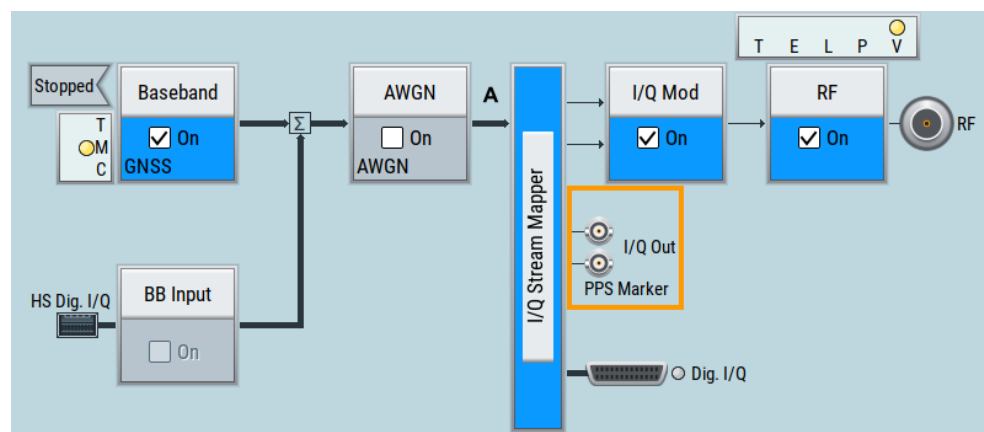 T E L P V
Stopped
Baseband
On
GNSS
T
M
C
Σ
AWGN
On
AWGN
A
I/Q Stream Mapper
I/Q Mod
On
RF
On
RF
I/Q Out
PPS Marker
HS Dig. I/Q
BB Input
On
Dig. I/Q